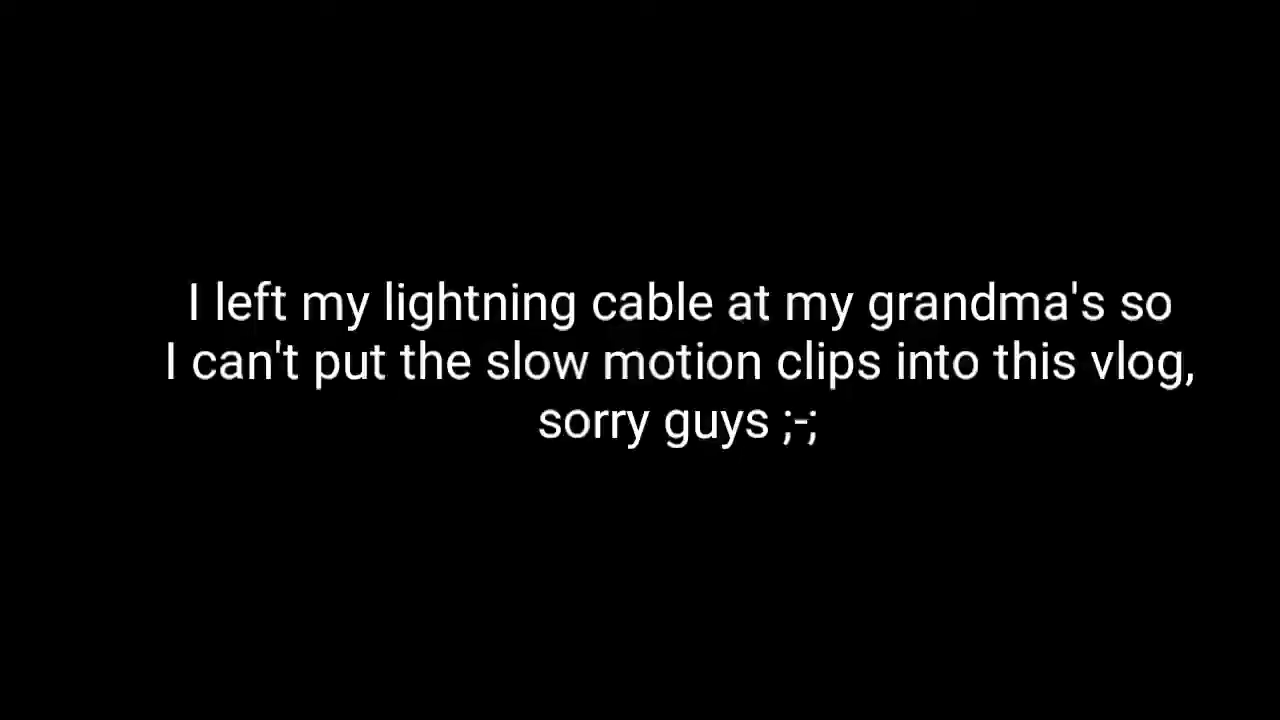 I left my lightning cable at my grandma's so
I can't put the slow motion clips into this vlog,
sorry guys ;-;